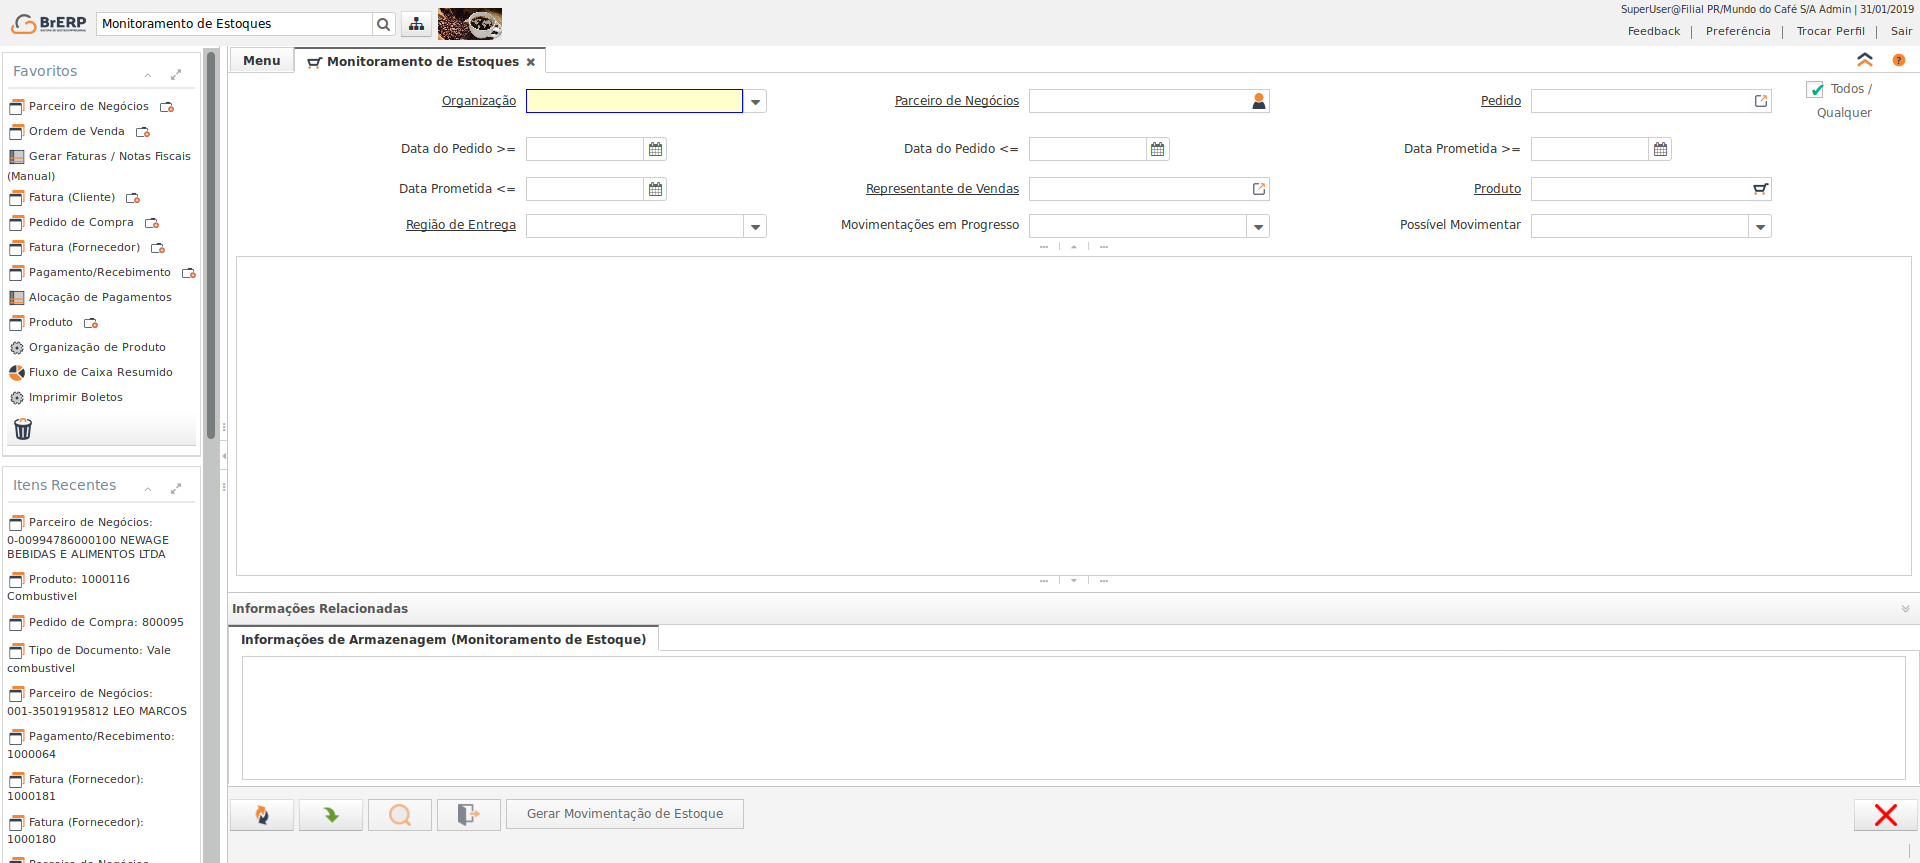 BrERP
Monitoramento de Estoques
SuperUser@Filial PR/Mundo do Café S/A Admin | 31/01/2019
Feedback | Preferência | Trocar Perfil | Sair
Favoritos
Parceiro de Negócios
Ordem de Venda
Gerar Faturas / Notas Fiscais
(Manual)
Fatura (Cliente)
Pedido de Compra
Fatura (Fornecedor)
Pagamento/Recebimento
Alocação de Pagamentos
Produto
Organização de Produto
Fluxo de Caixa Resumido
Imprimir Boletos
Itens Recentes
Parceiro de Negócios:
0-00994786000100 NEWAGE
BEBIDAS E ALIMENTOS LTDA
Produto: 1000116
Combustivel
Pedido de Compra: 800095
Tipo de Documento: Vale
combustivel
Parceiro de Negócios:
001-35019195812 LEO MARCOS
Pagamento/Recebimento:
1000064
Fatura (Fornecedor):
1000181
Fatura (Fornecedor):
1000180
Parceiro de Negócios
Menu
Monitoramento de Estoques
Organização
Parceiro de Negócios
Pedido
Todos /
Qualquer
Data do Pedido >=
Data do Pedido <=
Data Prometida >=
Data Prometida <=
Representante de Vendas
Produto
Região de Entrega
Movimentações em Progresso
Possível Movimentar
Informações Relacionadas
Informações de Armazenagem (Monitoramento de Estoque)
Gerar Movimentação de Estoque